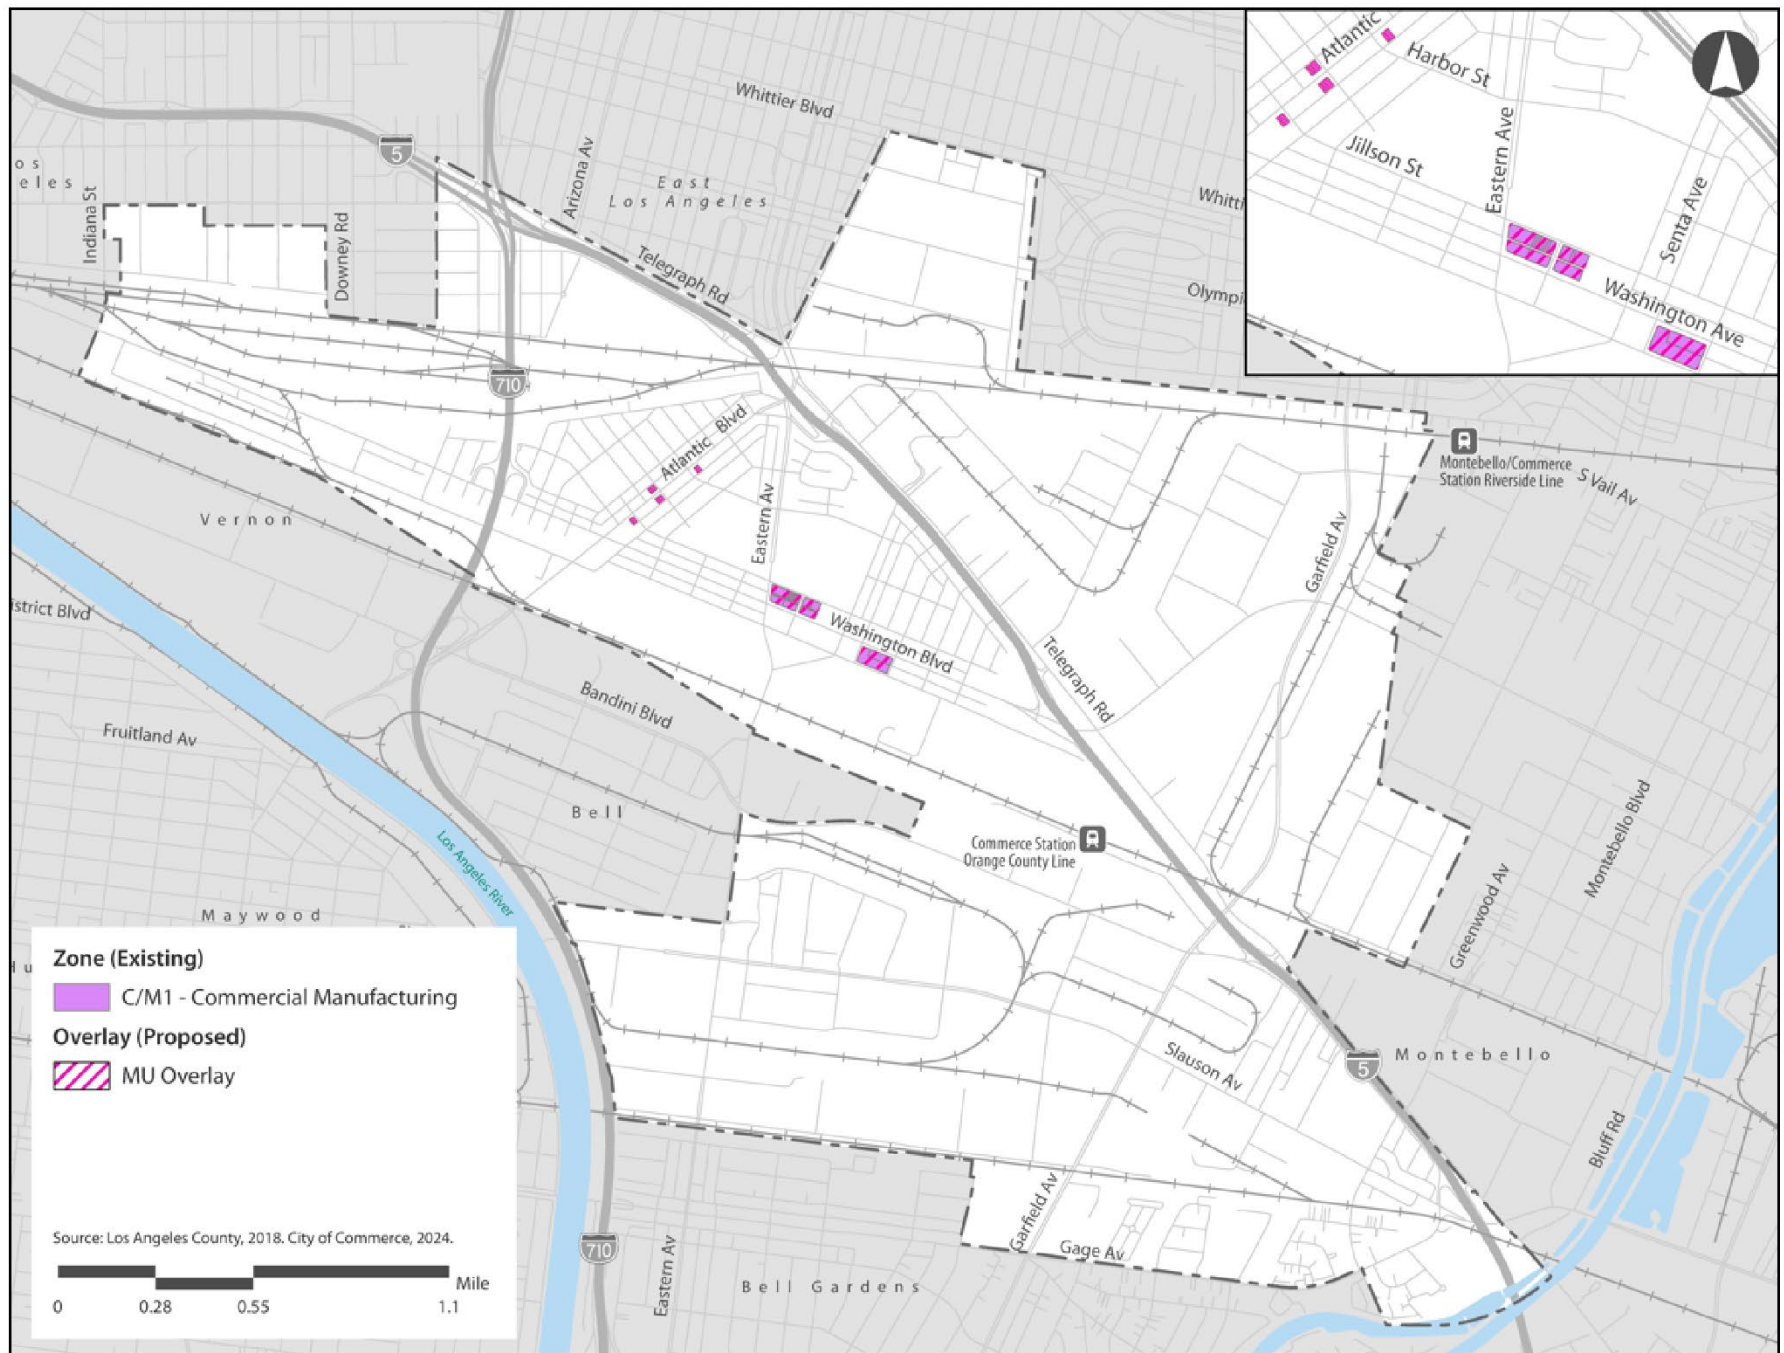 Whittier Blvd
5
Arizona Av
East
Los Angeles
os
eles
Indiana St
Downey Rd
Telegraph Rd
Whitti
Olympi
710
Atlantic Blvd
Eastern Av
Vernon
istrict Blvd
Washington Blvd
Telegraph Rd
Garfield Av
Montebello/Commerce
Station Riverside Line
S Vail Av
Bandini Blvd
Fruitland Av
Bell
Los Angeles River
Maywood
Hu
Commerce Station
Orange County Line
Montebello Blvd
Greenwood Av
Slauson Av
5
Montebello
Bluff Rd
Garfield Av
Gage Av
Bell Gardens
Eastern Av
710
Atlantic
Harbor St
Jillson St
Eastern Ave
Senta Ave
Washington Ave
Zone (Existing)
C/M1 - Commercial Manufacturing
Overlay (Proposed)
MU Overlay
Source: Los Angeles County, 2018. City of Commerce, 2024.
Mile
0 0.28 0.55 1.1